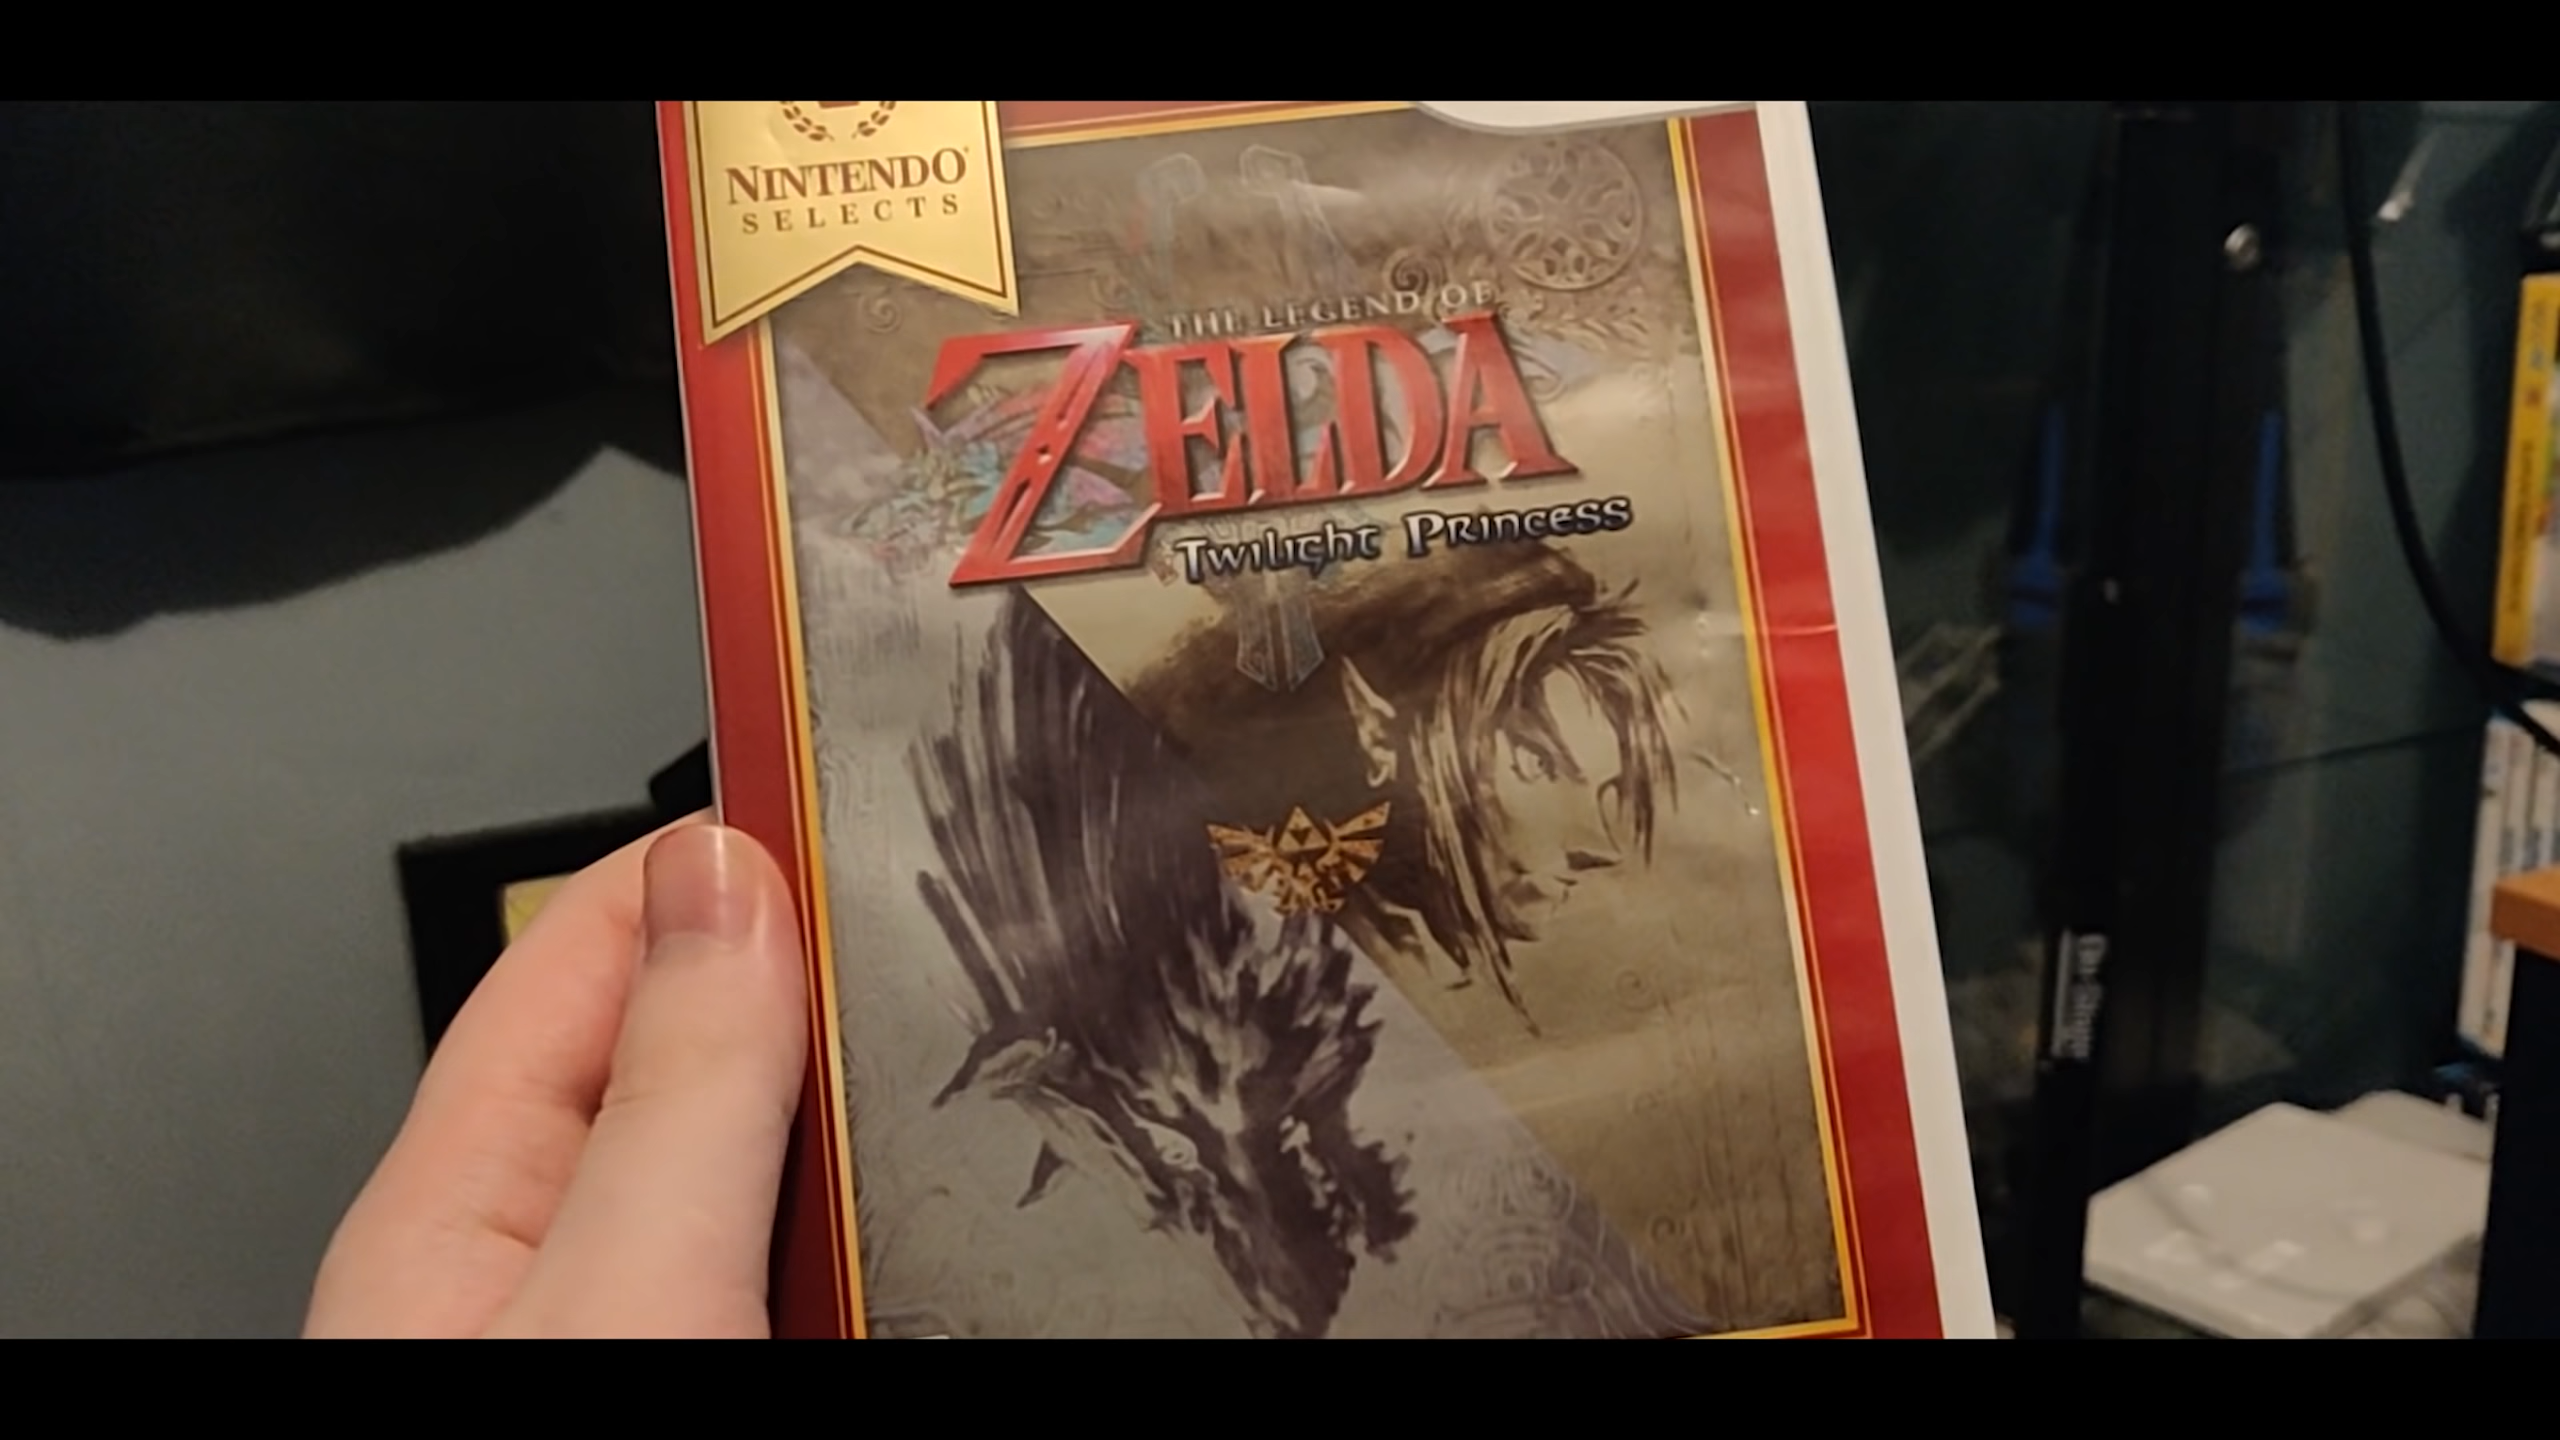 NINTENDO
SELECTS
THE LEGEND OF
ZELDA
Twilight Princess